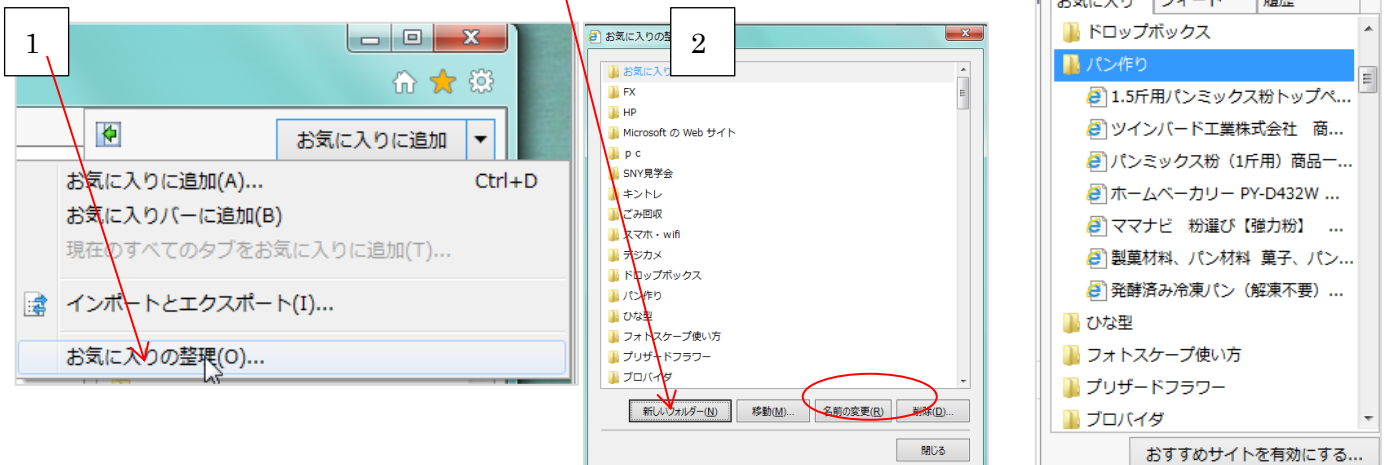 1
お気に入りに追加
お気に入りに追加(A)... Ctrl+D
お気に入りバーに追加(B)
現在のすべてのタブをお気に入りに追加(T)...
インポートとエクスポート(I)...
お気に入りの整理(O)...
2
お気に入りの整
お気に入り
FX
HP
Microsoft の Web サイト
ｐｃ
SNY見学会
キントレ
ごみ回収
スマホ・wifi
デジカメ
ドロップボックス
パン作り
ひな型
フォトスケープ使い方
プリザードフラワー
プロバイダ
新しいフォルダー(N) 移動(M)... 名前の変更(R) 削除(D)...
閉じる
お気に入り フィード 履歴
ドロップボックス
パン作り
1.5斤用パンミックス粉トップペ...
ツインバード工業株式会社　商...
パンミックス粉（1斤用）商品一...
ホームベーカリー PY-D432W ...
ママナビ　粉選び【強力粉】　...
製菓材料、パン材料 菓子、パン...
発酵済み冷凍パン（解凍不要）...
ひな型
フォトスケープ使い方
プリザードフラワー
プロバイダ
おすすめサイトを有効にする...